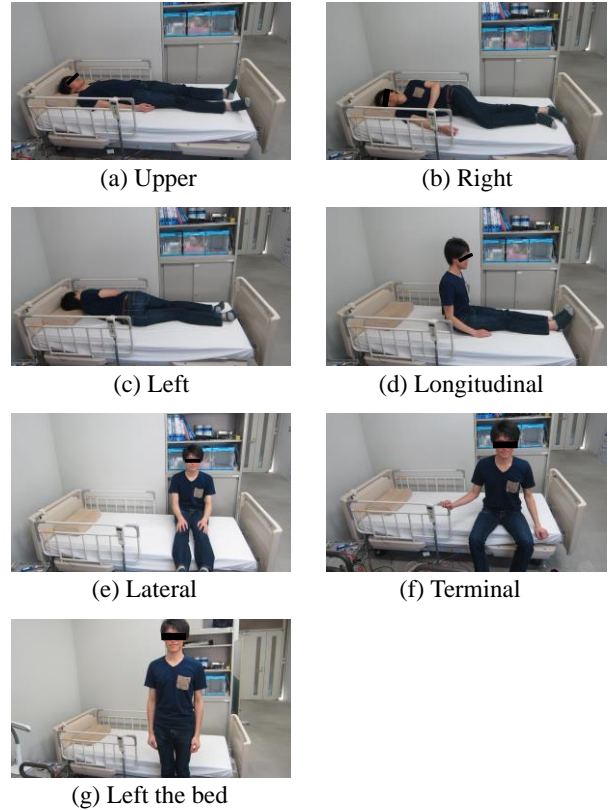 (a) Upper
(b) Right
(c) Left
(d) Longitudinal
(e) Lateral
(f) Terminal
(g) Left the bed